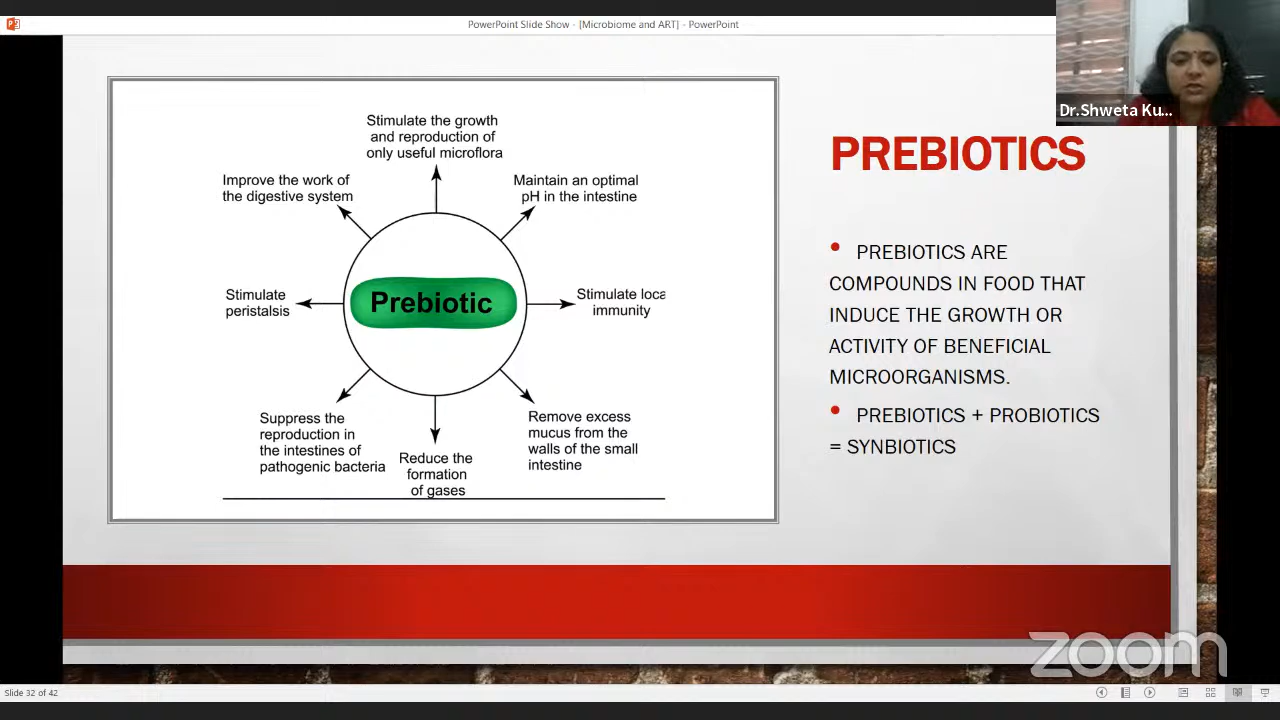 PowerPoint Slide Show - [Microbiome and ART] - PowerPoint
Dr.Shweta Ku...
PREBIOTICS
Stimulate the growth
and reproduction of
only useful microflora
Improve the work of
the digestive system
Maintain an optimal
pH in the intestine
Stimulate
peristalsis
Prebiotic
Stimulate loca
immunity
Suppress the
reproduction in
the intestines of
pathogenic bacteria
Reduce the
formation
of gases
Remove excess
mucus from the
walls of the small
intestine
• PREBIOTICS ARE
COMPOUNDS IN FOOD THAT
INDUCE THE GROWTH OR
ACTIVITY OF BENEFICIAL
MICROORGANISMS.
• PREBIOTICS + PROBIOTICS
= SYNBIOTICS
zoom
Slide 32 of 42